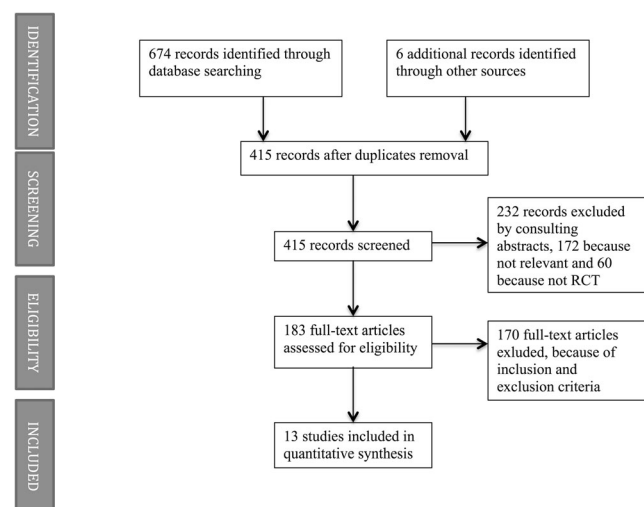 IDENTIFICATION
674 records identified through
database searching
6 additional records identified
through other sources
415 records after duplicates removal
SCREENING
415 records screened
232 records excluded
by consulting
abstracts, 172 because
not relevant and 60
because not RCT
ELIGIBILITY
183 full-text articles
assessed for eligibility
170 full-text articles
exluded, because of
inclusion and
exclusion criteria
INCLUDED
13 studies included in
quantitative synthesis